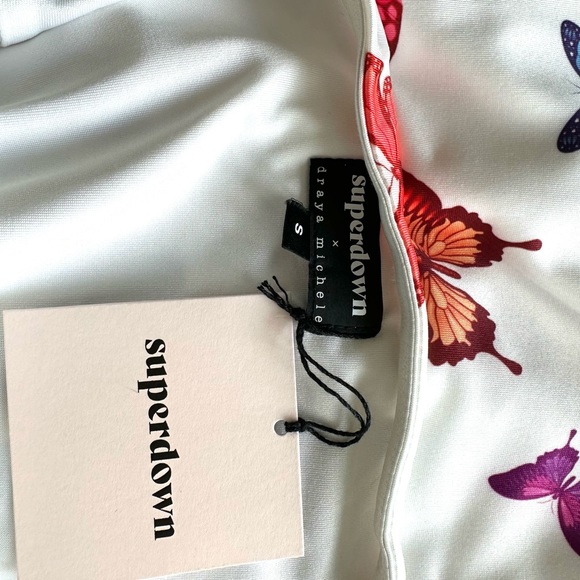 superdown
×
draya michele
s
superdown